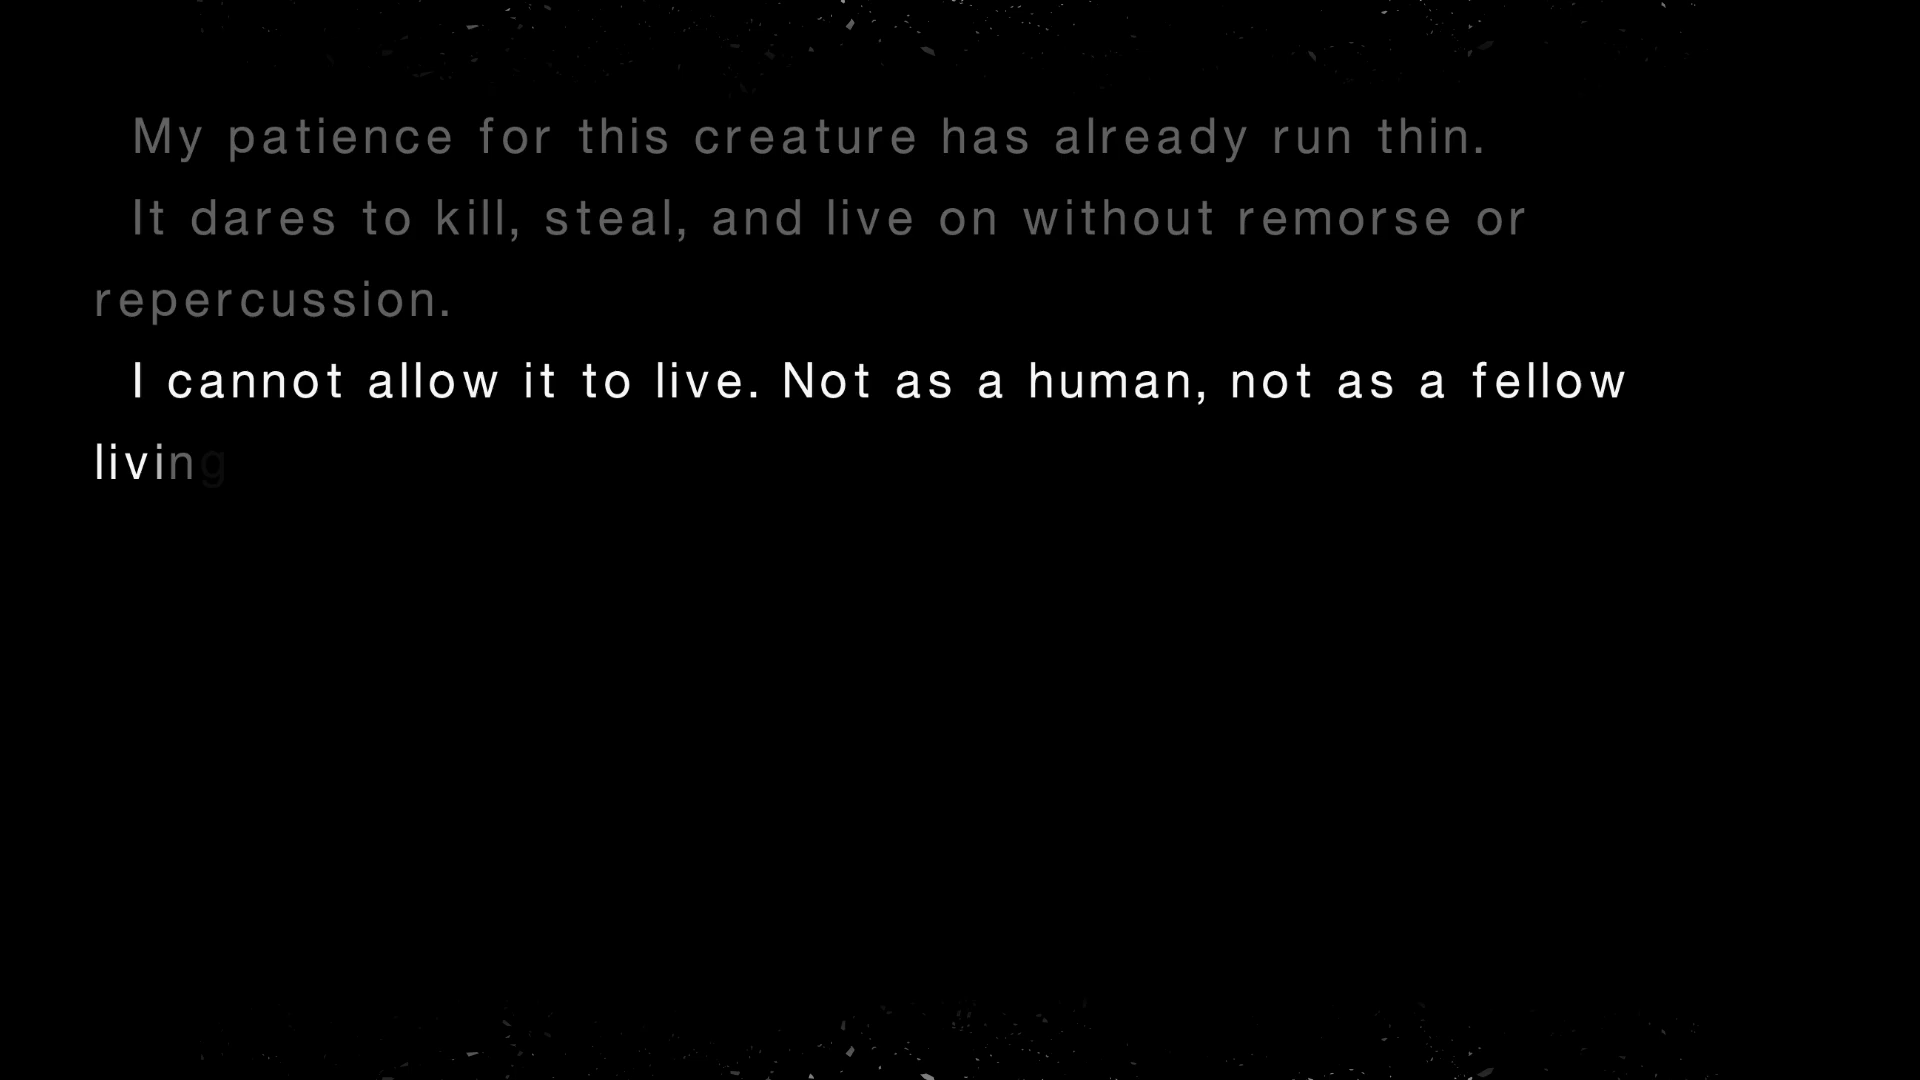 My patience for this creature has already run thin.
It dares to kill, steal, and live on without remorse or
repercussion.
I cannot allow it to live. Not as a human, not as a fellow
living